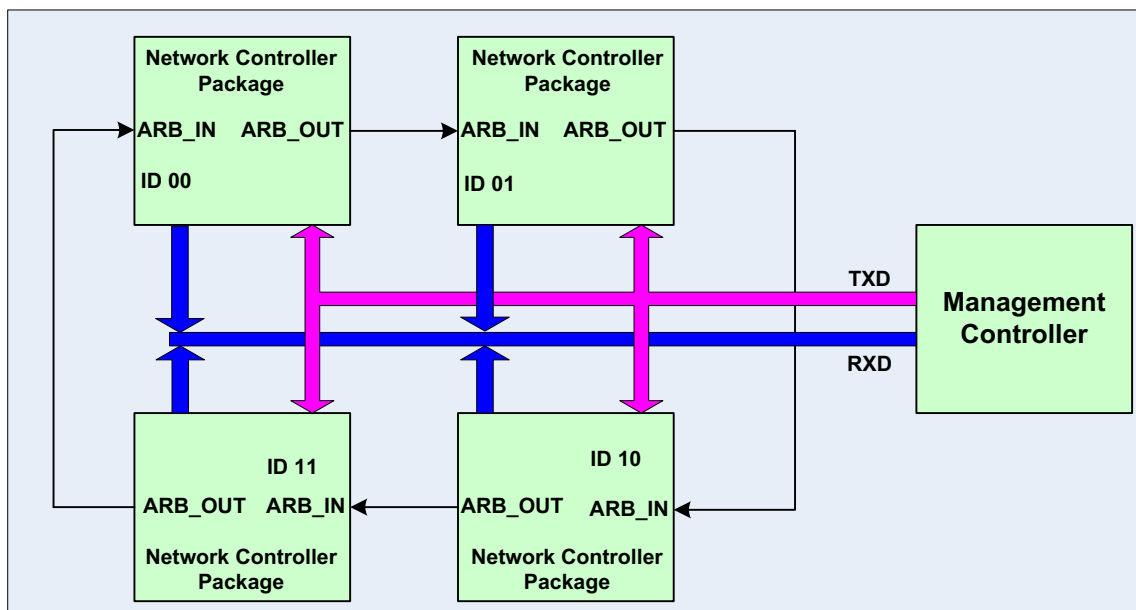 Network Controller
Package
ARB_IN
ARB_OUT
ID 00
Network Controller
Package
ARB_IN
ARB_OUT
ID 01
TXD
RXD
Management
Controller
ID 11
ARB_OUT
ARB_IN
Network Controller
Package
ID 10
ARB_OUT
ARB_IN
Network Controller
Package